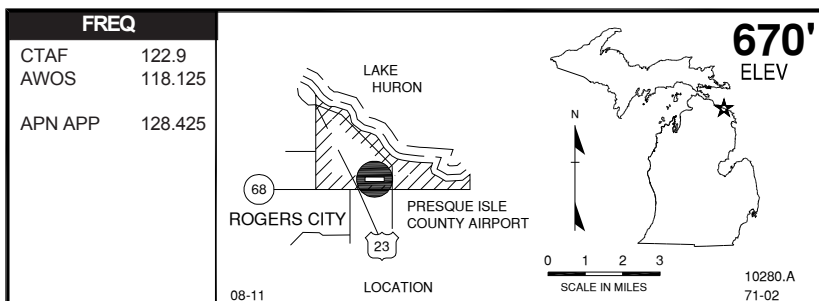 FREQ
CTAF 122.9
AWOS 118.125
APN APP 128.425
LAKE
HURON
68
ROGERS CITY
PRESQUE ISLE
COUNTY AIRPORT
23
LOCATION
08-11
670'
ELEV
N
0 1 2 3
SCALE IN MILES
10280.A
71-02